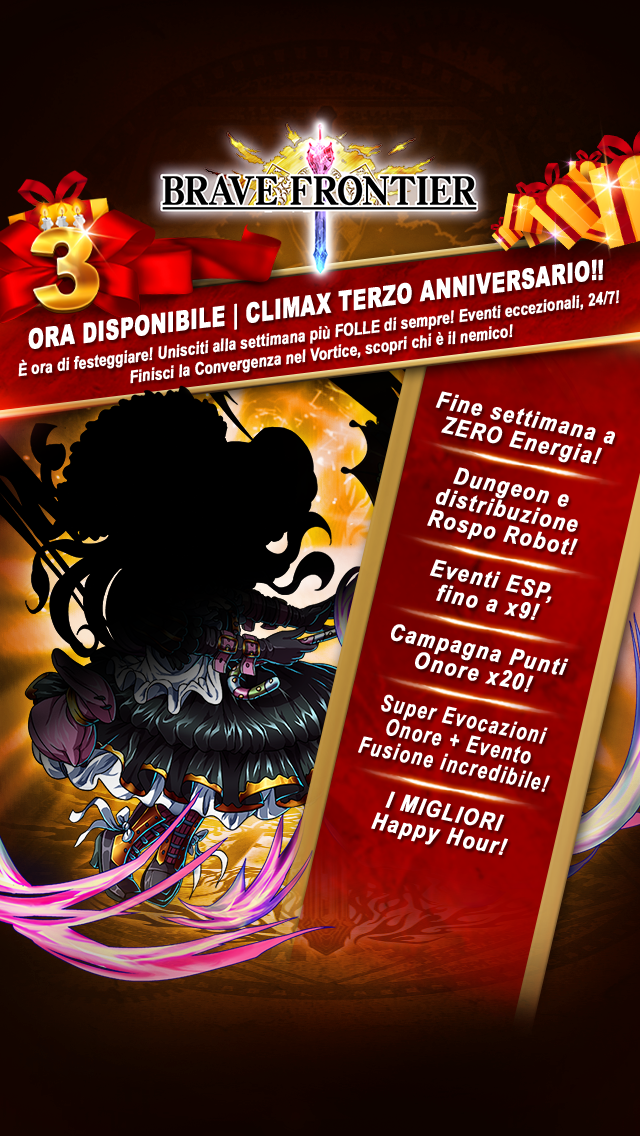 BRAVE FRONTIER
3
ORA DISPONIBILE | CLIMAX TERZO ANNIVERSARIO!!
È ora di festeggiare! Unisciti alla settimana più FOLLE di sempre! Eventi eccezionali, 24/7!
Finisci la Convergenza nel Vortice, scopri chi è il nemico!
Fine settimana a
ZERO Energia!
Dungeon e
distribuzione
Rospo Robot!
Eventi ESP,
fino a x9!
Campagna Punti
Onore x20!
Super Evocazioni
Onore + Evento
Fusione incredibile!
I MIGLIORI
Happy Hour!